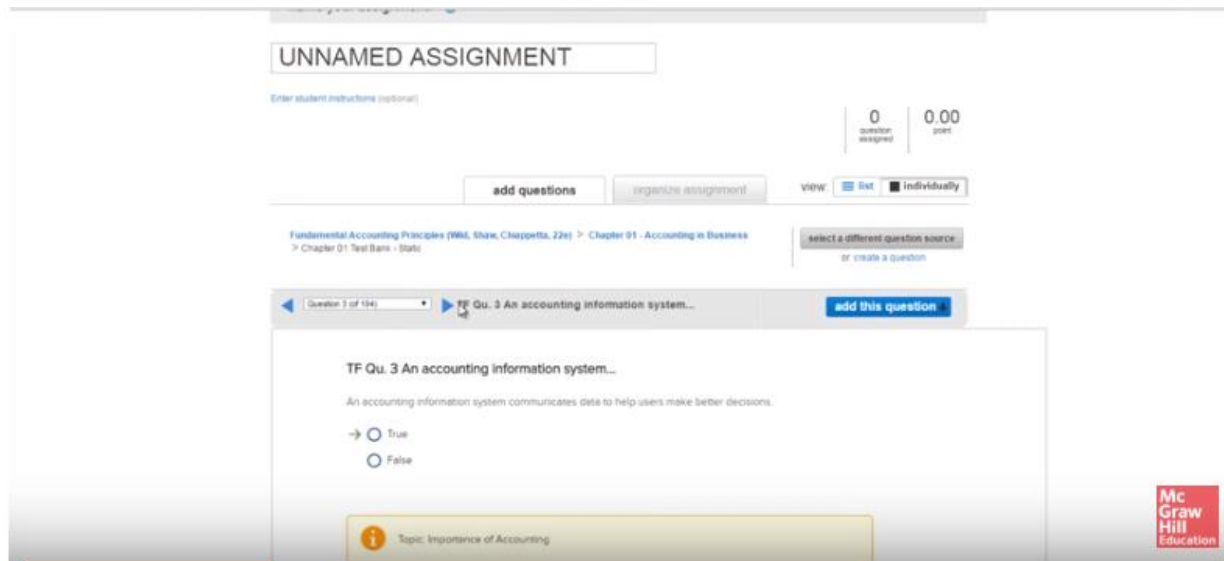 UNNAMED ASSIGNMENT
Enter student instructions (optional)
0 0.00
question assigned point
add questions organize assignment view: list individually
Fundamental Accounting Principles (Wild, Shaw, Chiappetta, 22e) > Chapter 01 - Accounting in Business
> Chapter 01 Test Bank - Static
select a different question source
or create a question
Question 3 (of 194) TF Qu. 3 An accounting information system... add this question
TF Qu. 3 An accounting information system...
An accounting information system communicates data to help users make better decisions.
True
False
Topic: Importance of Accounting
Mc
Graw
Hill
Education